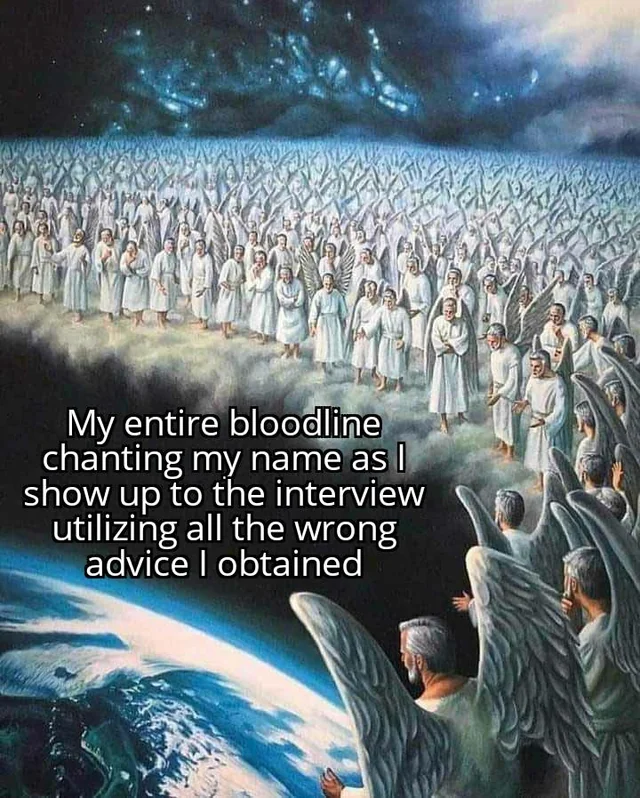 My entire bloodline
chanting my name as I
show up to the interview
utilizing all the wrong
advice I obtained